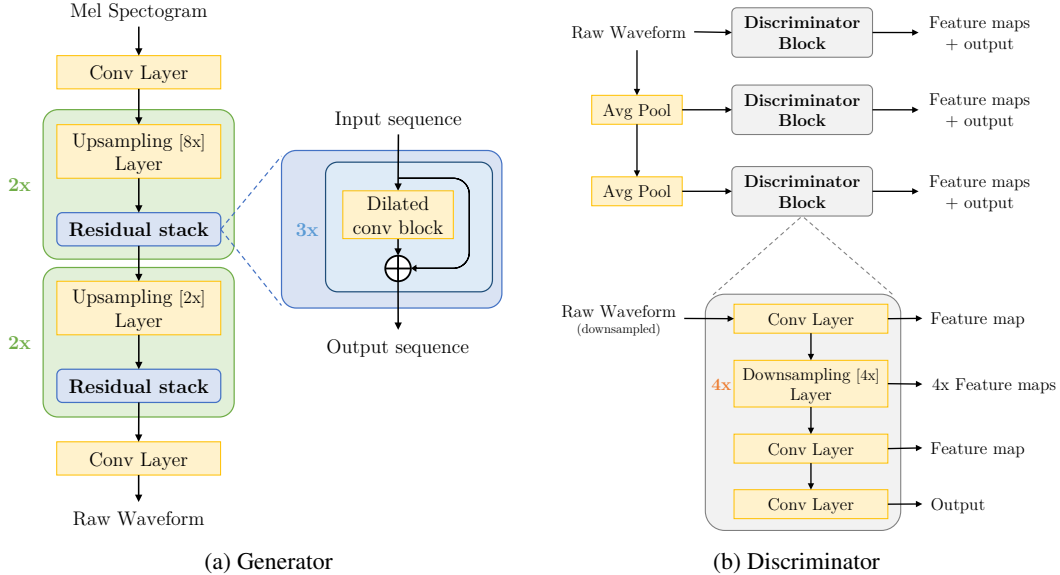 Mel Spectogram
Conv Layer
2x
Upsampling [8x]
Layer
Residual stack
2x
Upsampling [2x]
Layer
Residual stack
Conv Layer
Raw Waveform
Input sequence
3x
Dilated
conv block
Output sequence
(a) Generator
Raw Waveform
Discriminator
Block
Feature maps
+ output
Avg Pool
Discriminator
Block
Feature maps
+ output
Avg Pool
Discriminator
Block
Feature maps
+ output
Raw Waveform
(downsampled)
Conv Layer
Feature map
4x
Downsampling [4x]
Layer
4x Feature maps
Conv Layer
Feature map
Conv Layer
Output
(b) Discriminator